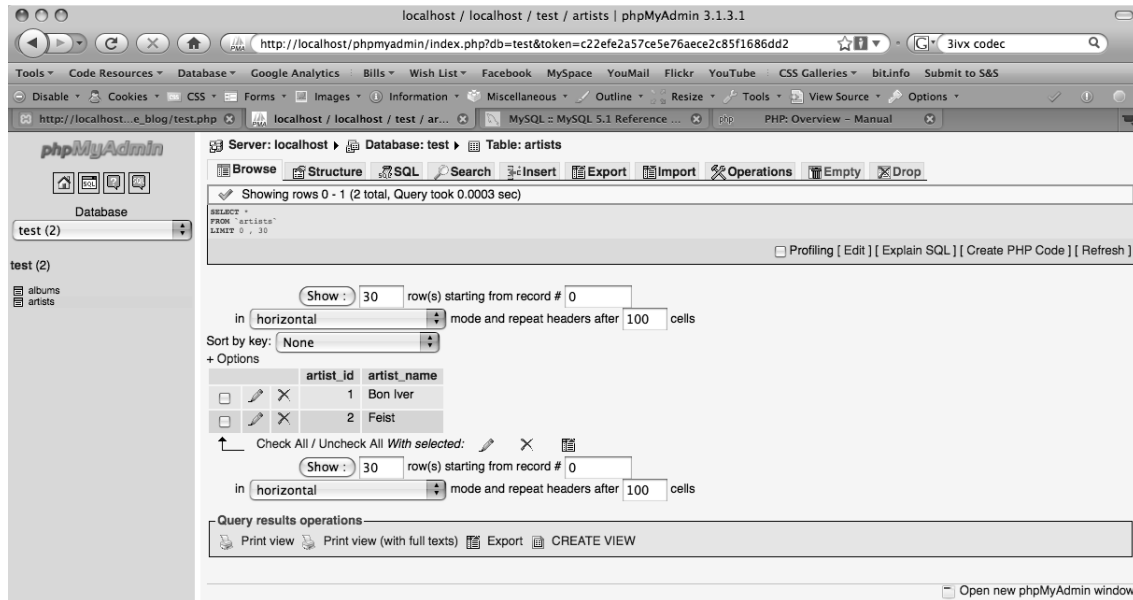 localhost / localhost / test / artists | phpMyAdmin 3.1.3.1
http://localhost/phpmyadmin/index.php?db=test&token=c22efe2a57ce5e76aece2c85f1686dd2 3ivx codec
Tools Code Resources Database Google Analytics Bills Wish List Facebook MySpace YouMail Flickr YouTube CSS Galleries bit.info Submit to S&S
Disable Cookies CSS Forms Images Information Miscellaneous Outline Resize Tools View Source Options
http://localhost...e_blog/test.php localhost / localhost / test / ar... MySQL :: MySQL 5.1 Reference ... php PHP: Overview – Manual
phpMyAdmin
Database
test (2)
test (2)
albums
artists
Server: localhost Database: test Table: artists
Browse Structure SQL Search Insert Export Import Operations Empty Drop
Showing rows 0 - 1 (2 total, Query took 0.0003 sec)
SELECT *
FROM `artists`
LIMIT 0 , 30
Profiling [ Edit ] [ Explain SQL ] [ Create PHP Code ] [ Refresh ]
Show : 30 row(s) starting from record # 0
in horizontal mode and repeat headers after 100 cells
Sort by key: None
+ Options
artist_id artist_name
1 Bon Iver
2 Feist
Check All / Uncheck All With selected:
Show : 30 row(s) starting from record # 0
in horizontal mode and repeat headers after 100 cells
Query results operations
Print view Print view (with full texts) Export CREATE VIEW
Open new phpMyAdmin window